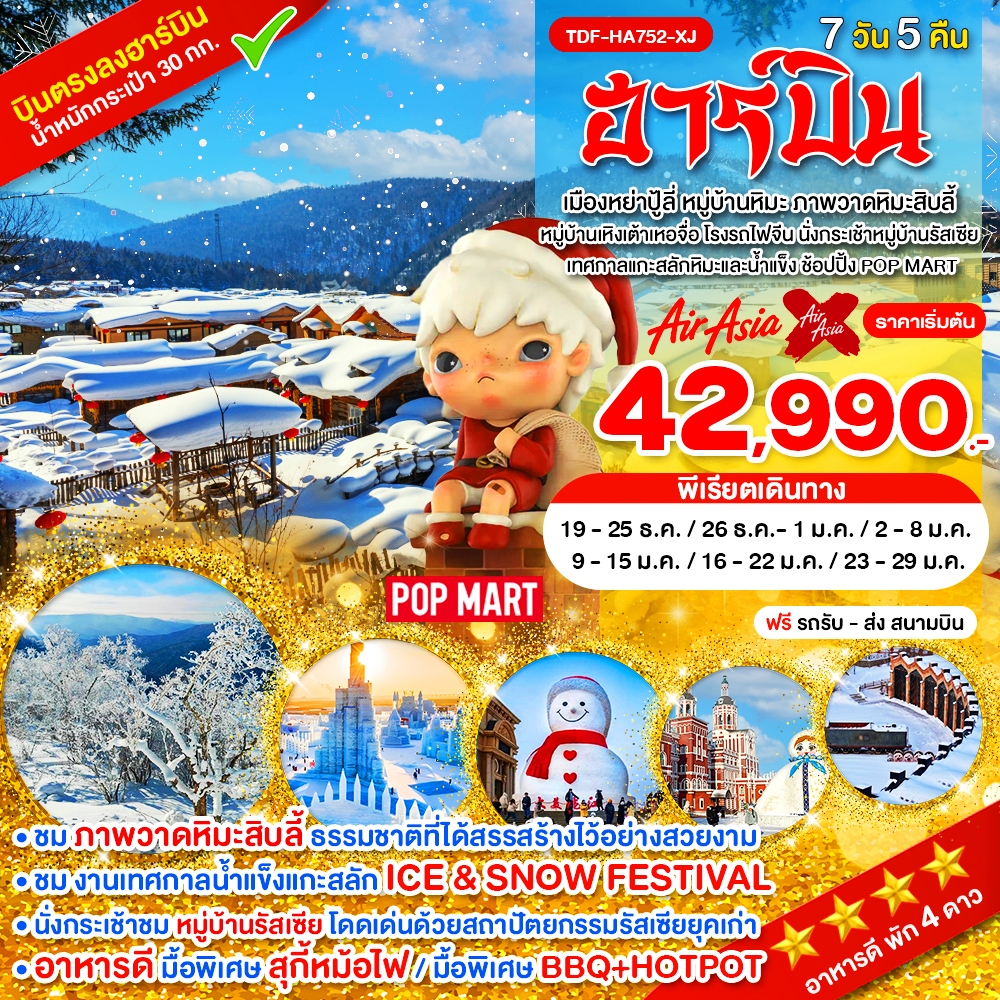 บินตรงลงฮาร์บิน
น้ำหนักกระเป๋า 30 กก.
TDF-HA752-XJ
7 วัน 5 คืน
ฮาร์บิน
เมืองหย่าปู้ลี่ หมู่บ้านหิมะ ภาพวาดหิมะสิบลี้
หมู่บ้านเหิงเต้าเหอจื่อ โรงรถไฟจีน นั่งกระเช้าหมู่บ้านรัสเซีย
เทศกาลแกะสลักหิมะและน้ำแข็ง ช้อปปิ้ง POP MART
AirAsia
Air Asia X
ราคาเริ่มต้น
42,990.-
พีเรียตเดินทาง
19 - 25 ธ.ค. / 26 ธ.ค.- 1 ม.ค. / 2 - 8 ม.ค.
9 - 15 ม.ค. / 16 - 22 ม.ค. / 23 - 29 ม.ค.
POP MART
ฟรี รถรับ - ส่ง สนามบิน
• ชม ภาพวาดหิมะสิบลี้ ธรรมชาติที่ได้สรรสร้างไว้อย่างสวยงาม
• ชม งานเทศกาลน้ำแข็งแกะสลัก ICE & SNOW FESTIVAL
• นั่งกระเช้าชม หมู่บ้านรัสเซีย โดดเด่นด้วยสถาปัตยกรรมรัสเซียยุคเก่า
• อาหารดี มื้อพิเศษ สุกี้หม้อไฟ / มื้อพิเศษ BBQ+HOTPOT
อาหารดี พัก 4 ดาว